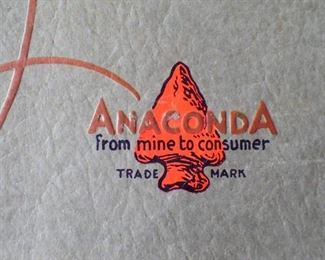 ANACONDA
from mine to consumer
TRADE MARK